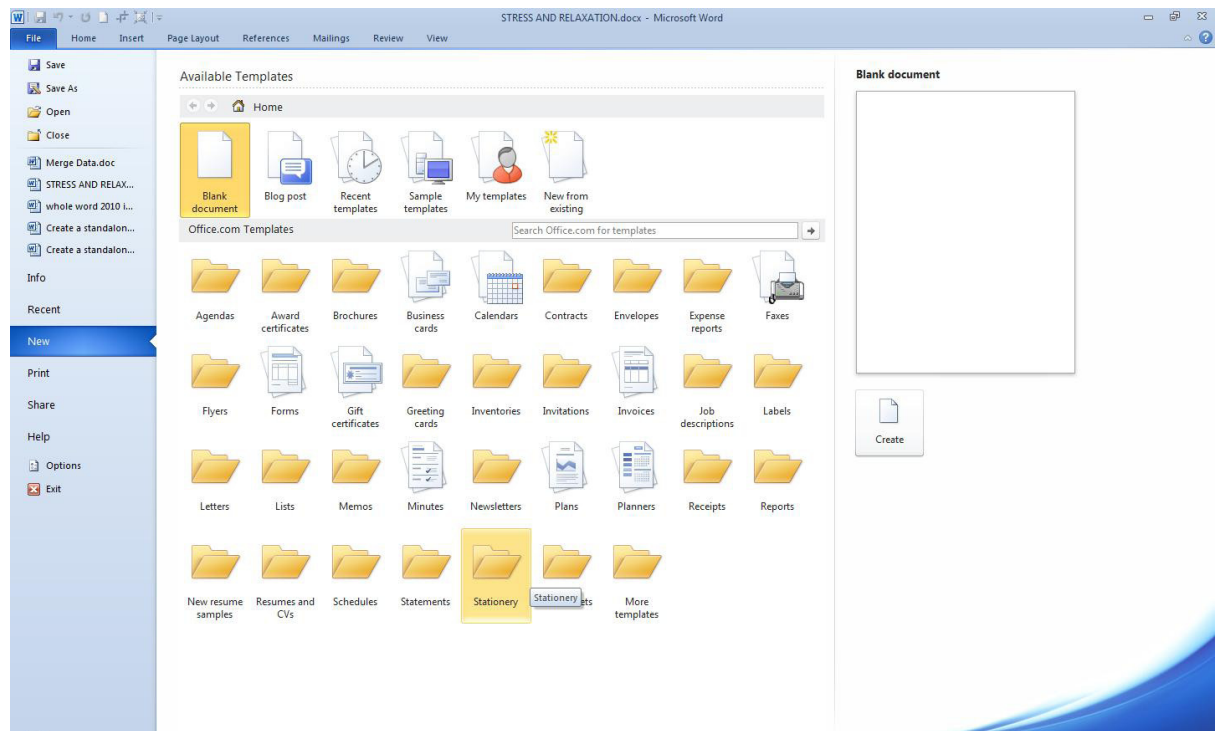 W
STRESS AND RELAXATION.docx - Microsoft Word
File Home Insert Page Layout References Mailings Review View
Save
Save As
Open
Close
Merge Data.doc
STRESS AND RELAX...
whole word 2010 i...
Create a standalon...
Create a standalon...
Info
Recent
New
Print
Share
Help
Options
Exit
Available Templates
Home
Blank document
Blog post
Recent templates
Sample templates
My templates
New from existing
Office.com Templates
Search Office.com for templates
Agendas
Award certificates
Brochures
Business cards
Calendars
Contracts
Envelopes
Expense reports
Faxes
Flyers
Forms
Gift certificates
Greeting cards
Inventories
Invitations
Invoices
Job descriptions
Labels
Letters
Lists
Memos
Minutes
Newsletters
Plans
Planners
Receipts
Reports
New resume samples
Resumes and CVs
Schedules
Statements
Stationery
Stationery
ets
More templates
Blank document
Create